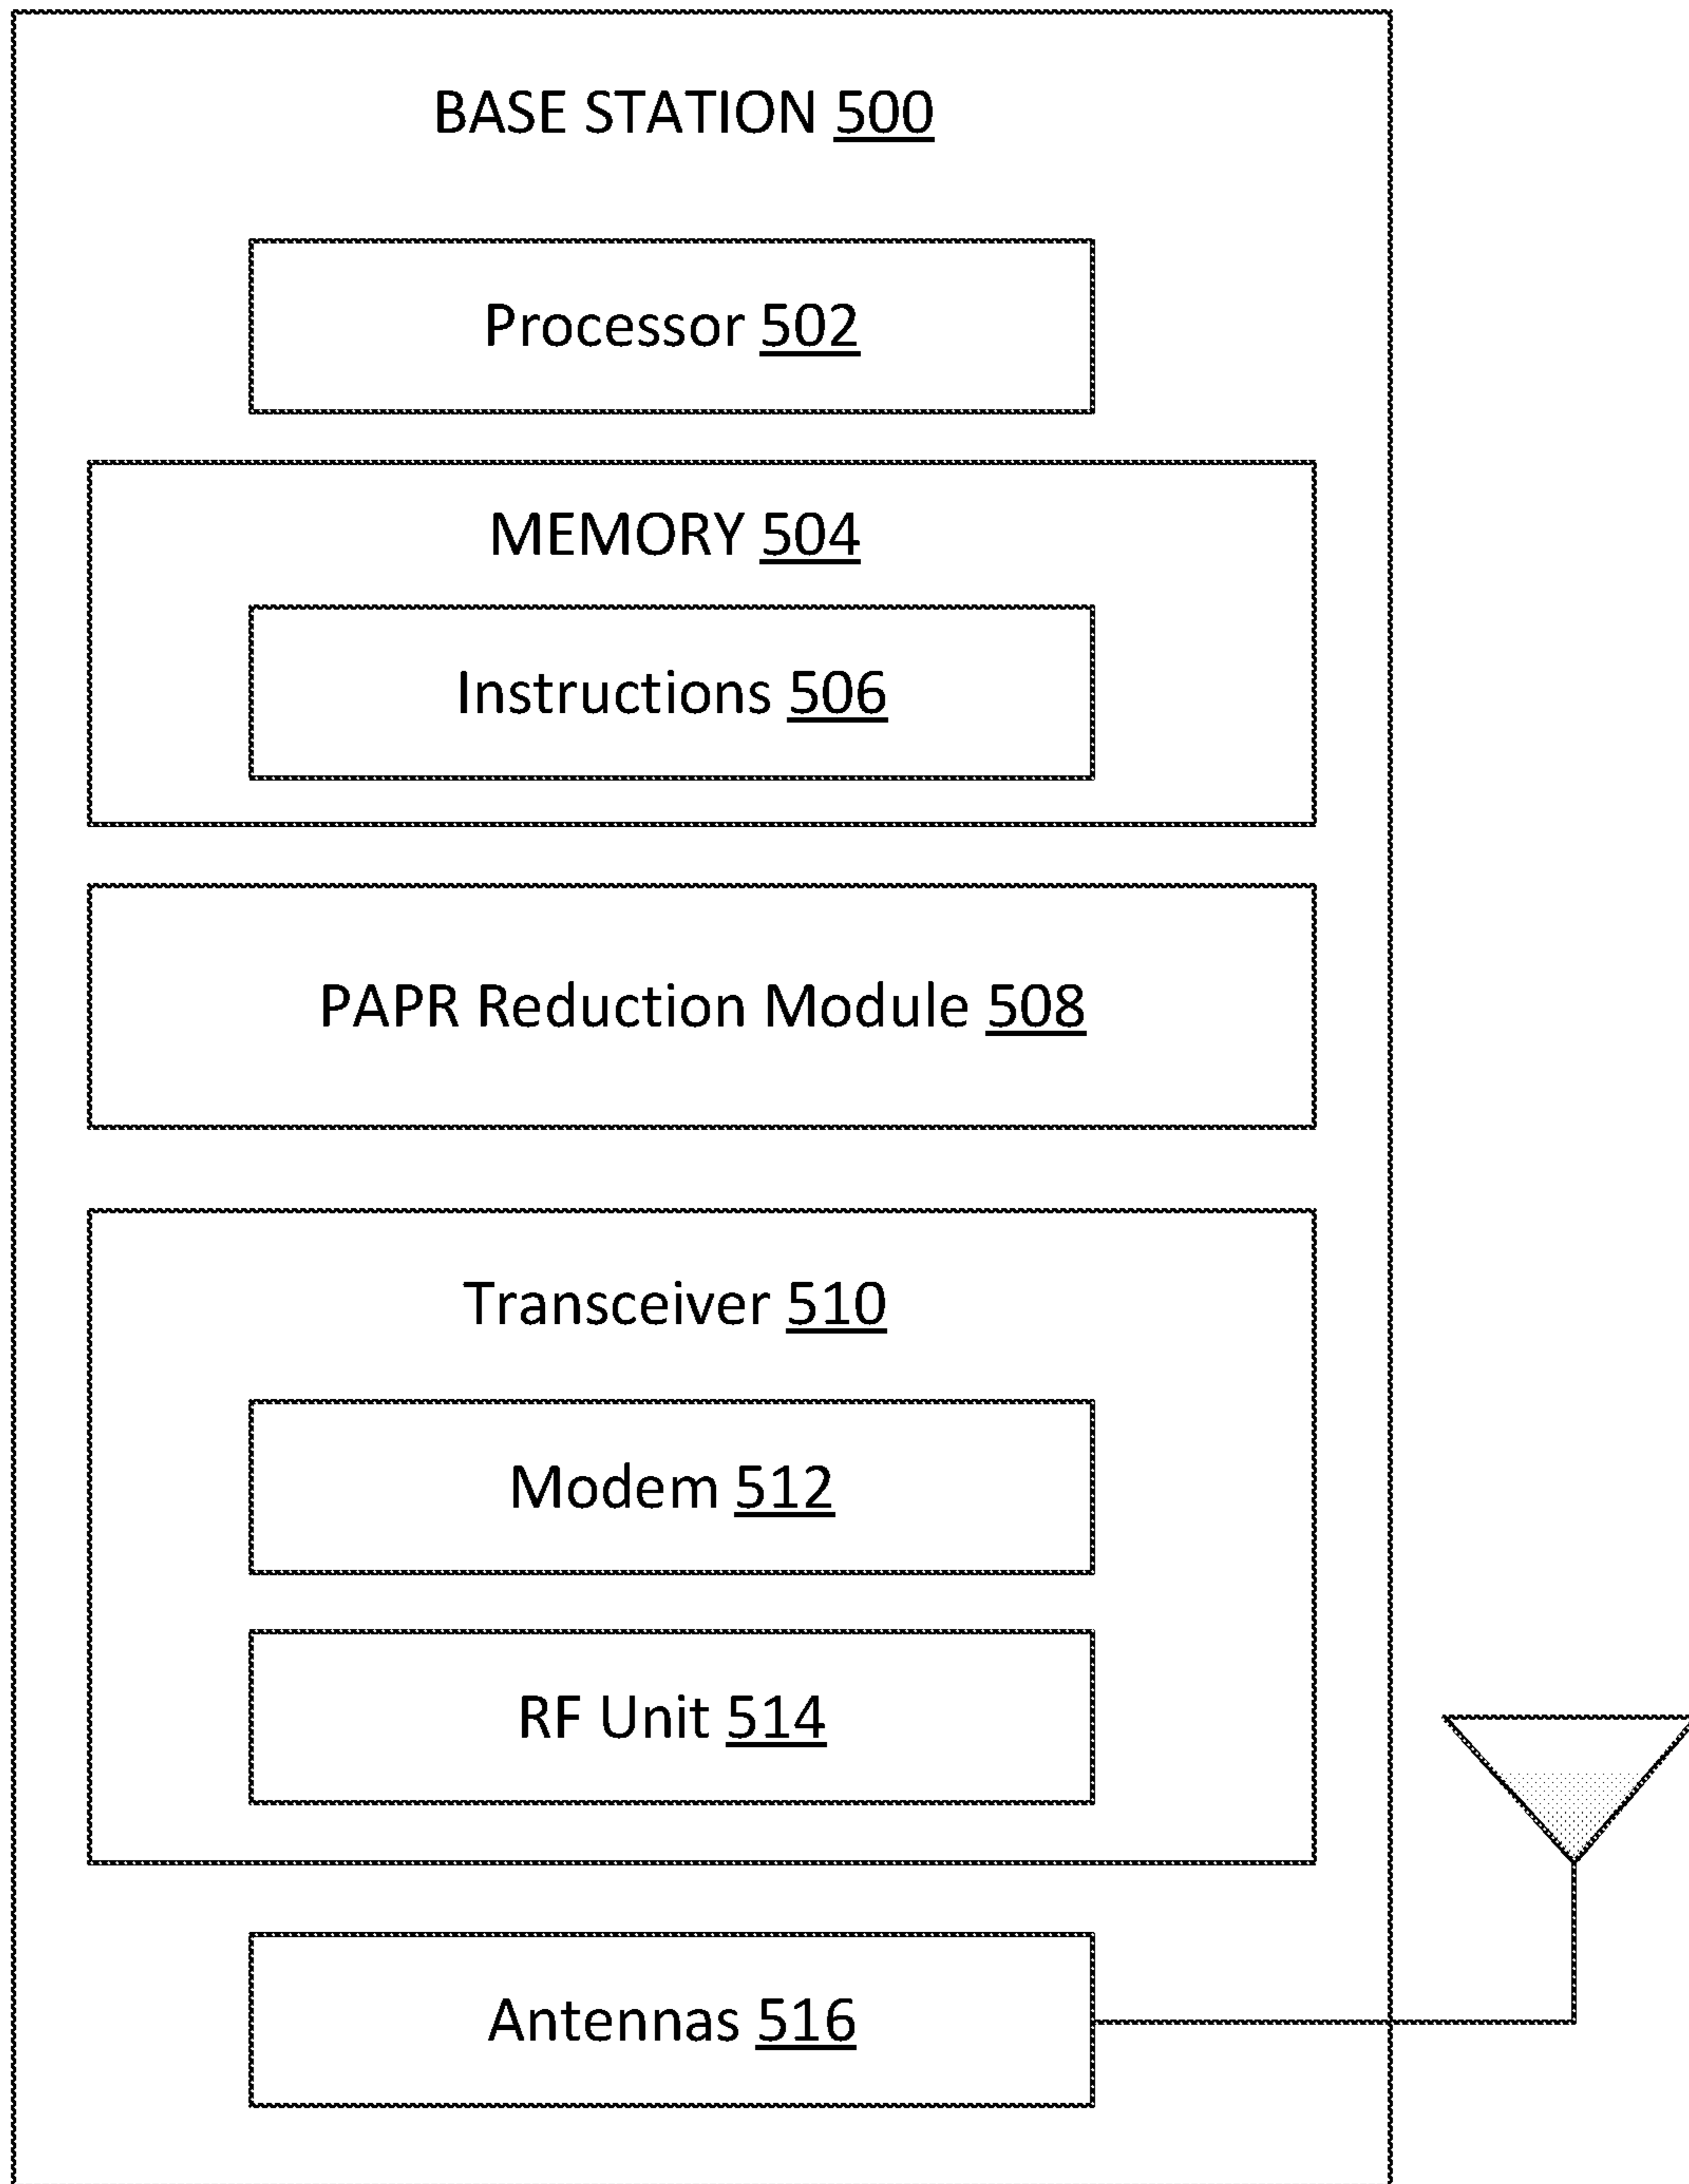 BASE STATION 500
Processor 502
MEMORY 504
Instructions 506
PAPR Reduction Module 508
Transceiver 510
Modem 512
RF Unit 514
Antennas 516